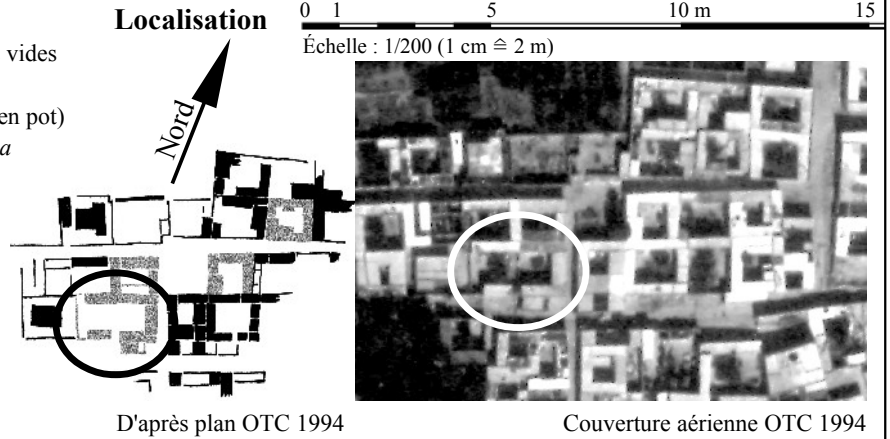 Localisation
0 1 5 10 m 15
Échelle : 1/200 (1 cm ≙ 2 m)
vides
en pot)
a
Nord
D'après plan OTC 1994
Couverture aérienne OTC 1994